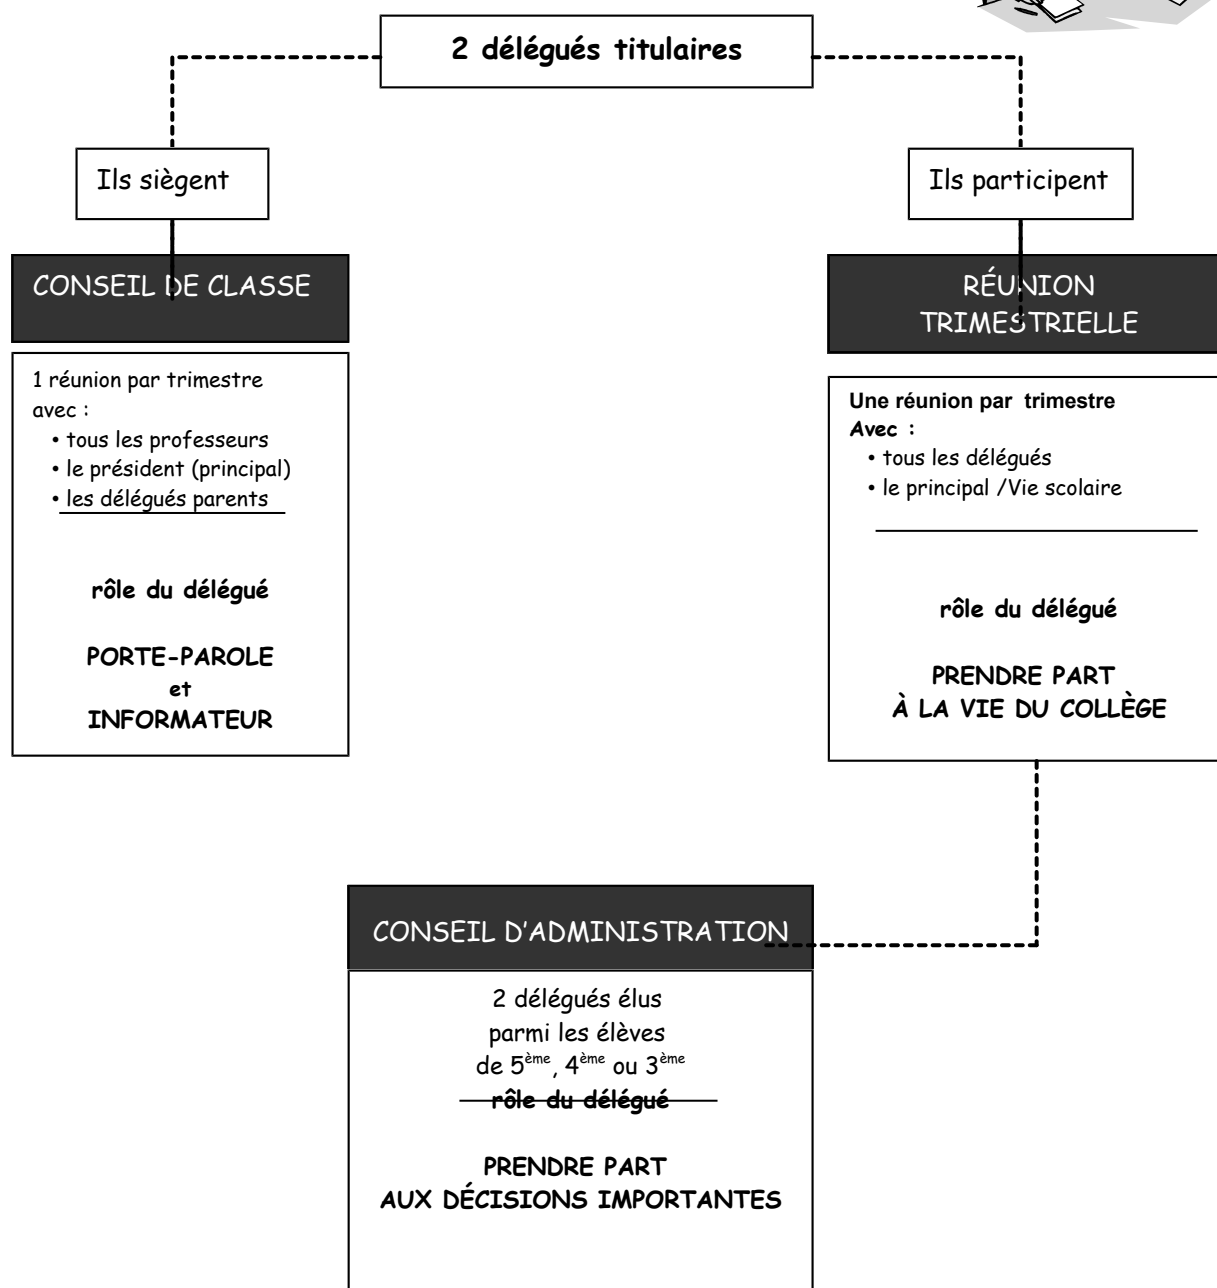 2 délégués titulaires
Ils siègent
Ils participent
CONSEIL DE CLASSE
1 réunion par trimestre
avec :
• tous les professeurs
• le président (principal)
• les délégués parents
rôle du délégué
PORTE-PAROLE
et
INFORMATEUR
RÉUNION
TRIMESTRIELLE
Une réunion par trimestre
Avec :
• tous les délégués
• le principal /Vie scolaire
rôle du délégué
PRENDRE PART
À LA VIE DU COLLÈGE
CONSEIL D'ADMINISTRATION
2 délégués élus
parmi les élèves
de 5ème, 4ème ou 3ème
rôle du délégué
PRENDRE PART
AUX DÉCISIONS IMPORTANTES